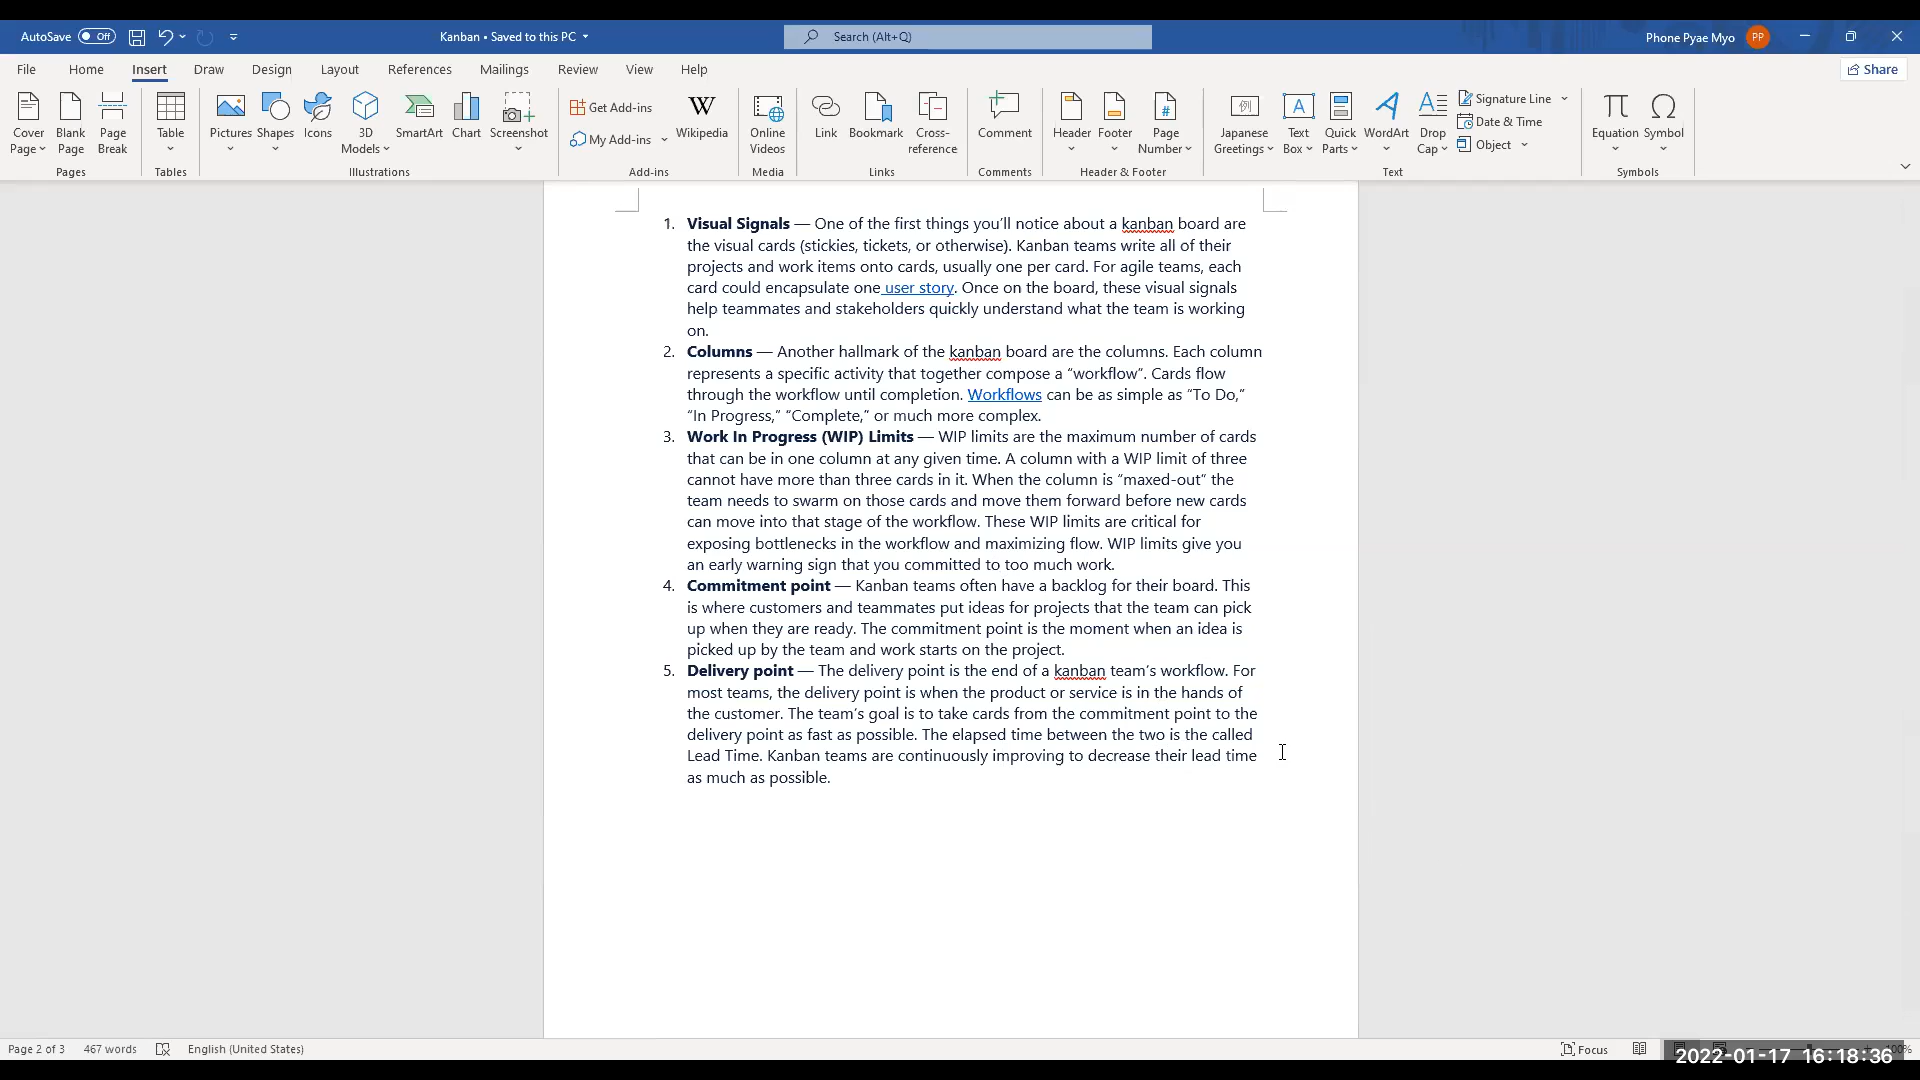 AutoSave Off Kanban • Saved to this PC Search (Alt+Q) Phone Pyae Myo PP
File Home Insert Draw Design Layout References Mailings Review View Help Share
Cover Page
Blank Page
Page Break
Pages
Table
Tables
Pictures
Shapes
Icons
3D Models
SmartArt
Chart
Screenshot
Illustrations
Get Add-ins
My Add-ins
W
Wikipedia
Add-ins
Online Videos
Media
Link
Bookmark
Cross-reference
Links
Comment
Comments
Header
Footer
# Page Number
Header & Footer
例 Japanese Greetings
A Text Box
Quick Parts
A WordArt
A Drop Cap
Signature Line
Date & Time
Object
Text
π Equation
Ω Symbol
Symbols
1. Visual Signals — One of the first things you’ll notice about a kanban board are
the visual cards (stickies, tickets, or otherwise). Kanban teams write all of their
projects and work items onto cards, usually one per card. For agile teams, each
card could encapsulate one user story. Once on the board, these visual signals
help teammates and stakeholders quickly understand what the team is working
on.
2. Columns — Another hallmark of the kanban board are the columns. Each column
represents a specific activity that together compose a “workflow”. Cards flow
through the workflow until completion. Workflows can be as simple as “To Do,”
“In Progress,” “Complete,” or much more complex.
3. Work In Progress (WIP) Limits — WIP limits are the maximum number of cards
that can be in one column at any given time. A column with a WIP limit of three
cannot have more than three cards in it. When the column is “maxed-out” the
team needs to swarm on those cards and move them forward before new cards
can move into that stage of the workflow. These WIP limits are critical for
exposing bottlenecks in the workflow and maximizing flow. WIP limits give you
an early warning sign that you committed to too much work.
4. Commitment point — Kanban teams often have a backlog for their board. This
is where customers and teammates put ideas for projects that the team can pick
up when they are ready. The commitment point is the moment when an idea is
picked up by the team and work starts on the project.
5. Delivery point — The delivery point is the end of a kanban team’s workflow. For
most teams, the delivery point is when the product or service is in the hands of
the customer. The team’s goal is to take cards from the commitment point to the
delivery point as fast as possible. The elapsed time between the two is the called
Lead Time. Kanban teams are continuously improving to decrease their lead time
as much as possible.
Page 2 of 3 467 words English (United States) Focus 100%
2022-01-17 16:18:36